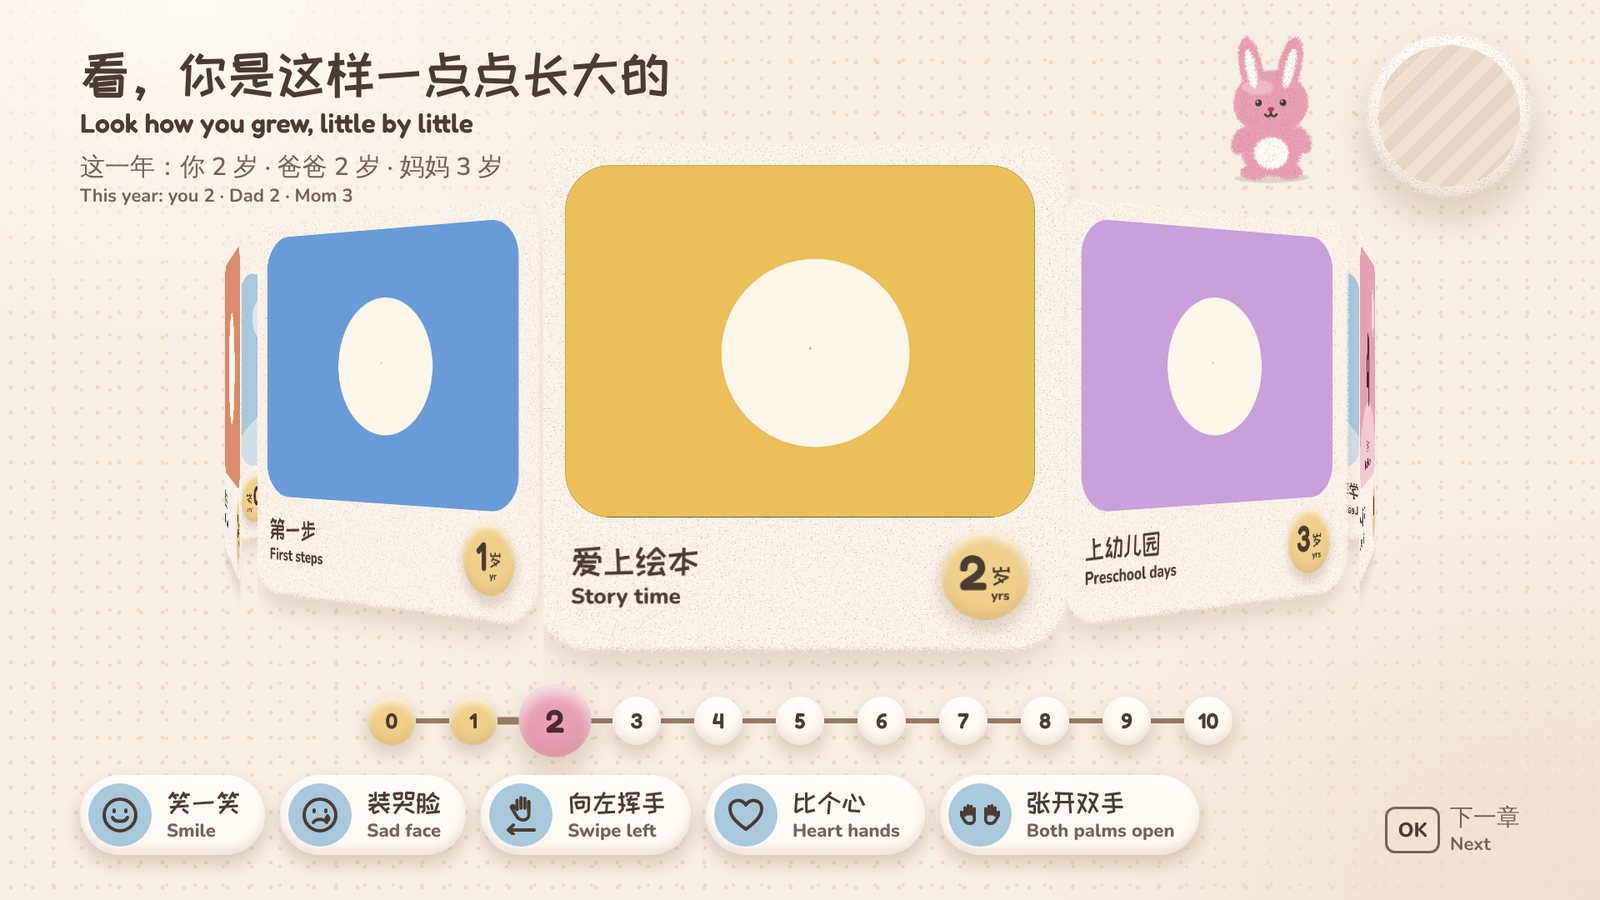 看，你是这样一点点长大的
Look how you grew, little by little
这一年：你 2 岁 · 爸爸 2 岁 · 妈妈 3 岁
This year: you 2 · Dad 2 · Mom 3
第一步
First steps
1岁
yr
爱上绘本
Story time
2岁
yrs
上幼儿园
Preschool days
3岁
yrs
0 1 2 3 4 5 6 7 8 9 10
笑一笑
Smile
装哭脸
Sad face
向左挥手
Swipe left
比个心
Heart hands
张开双手
Both palms open
OK
下一章
Next